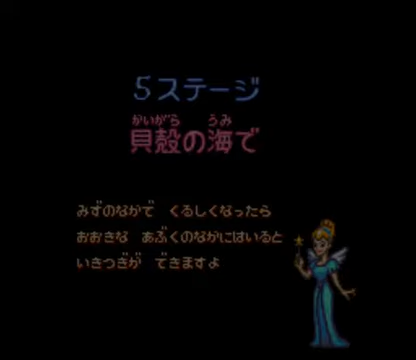 5ステージ
かいがら うみ
貝殻の海で
みずのなかで くるしくなったら
おおきな あぶくのなかにはいると
いきつぎが できますよ